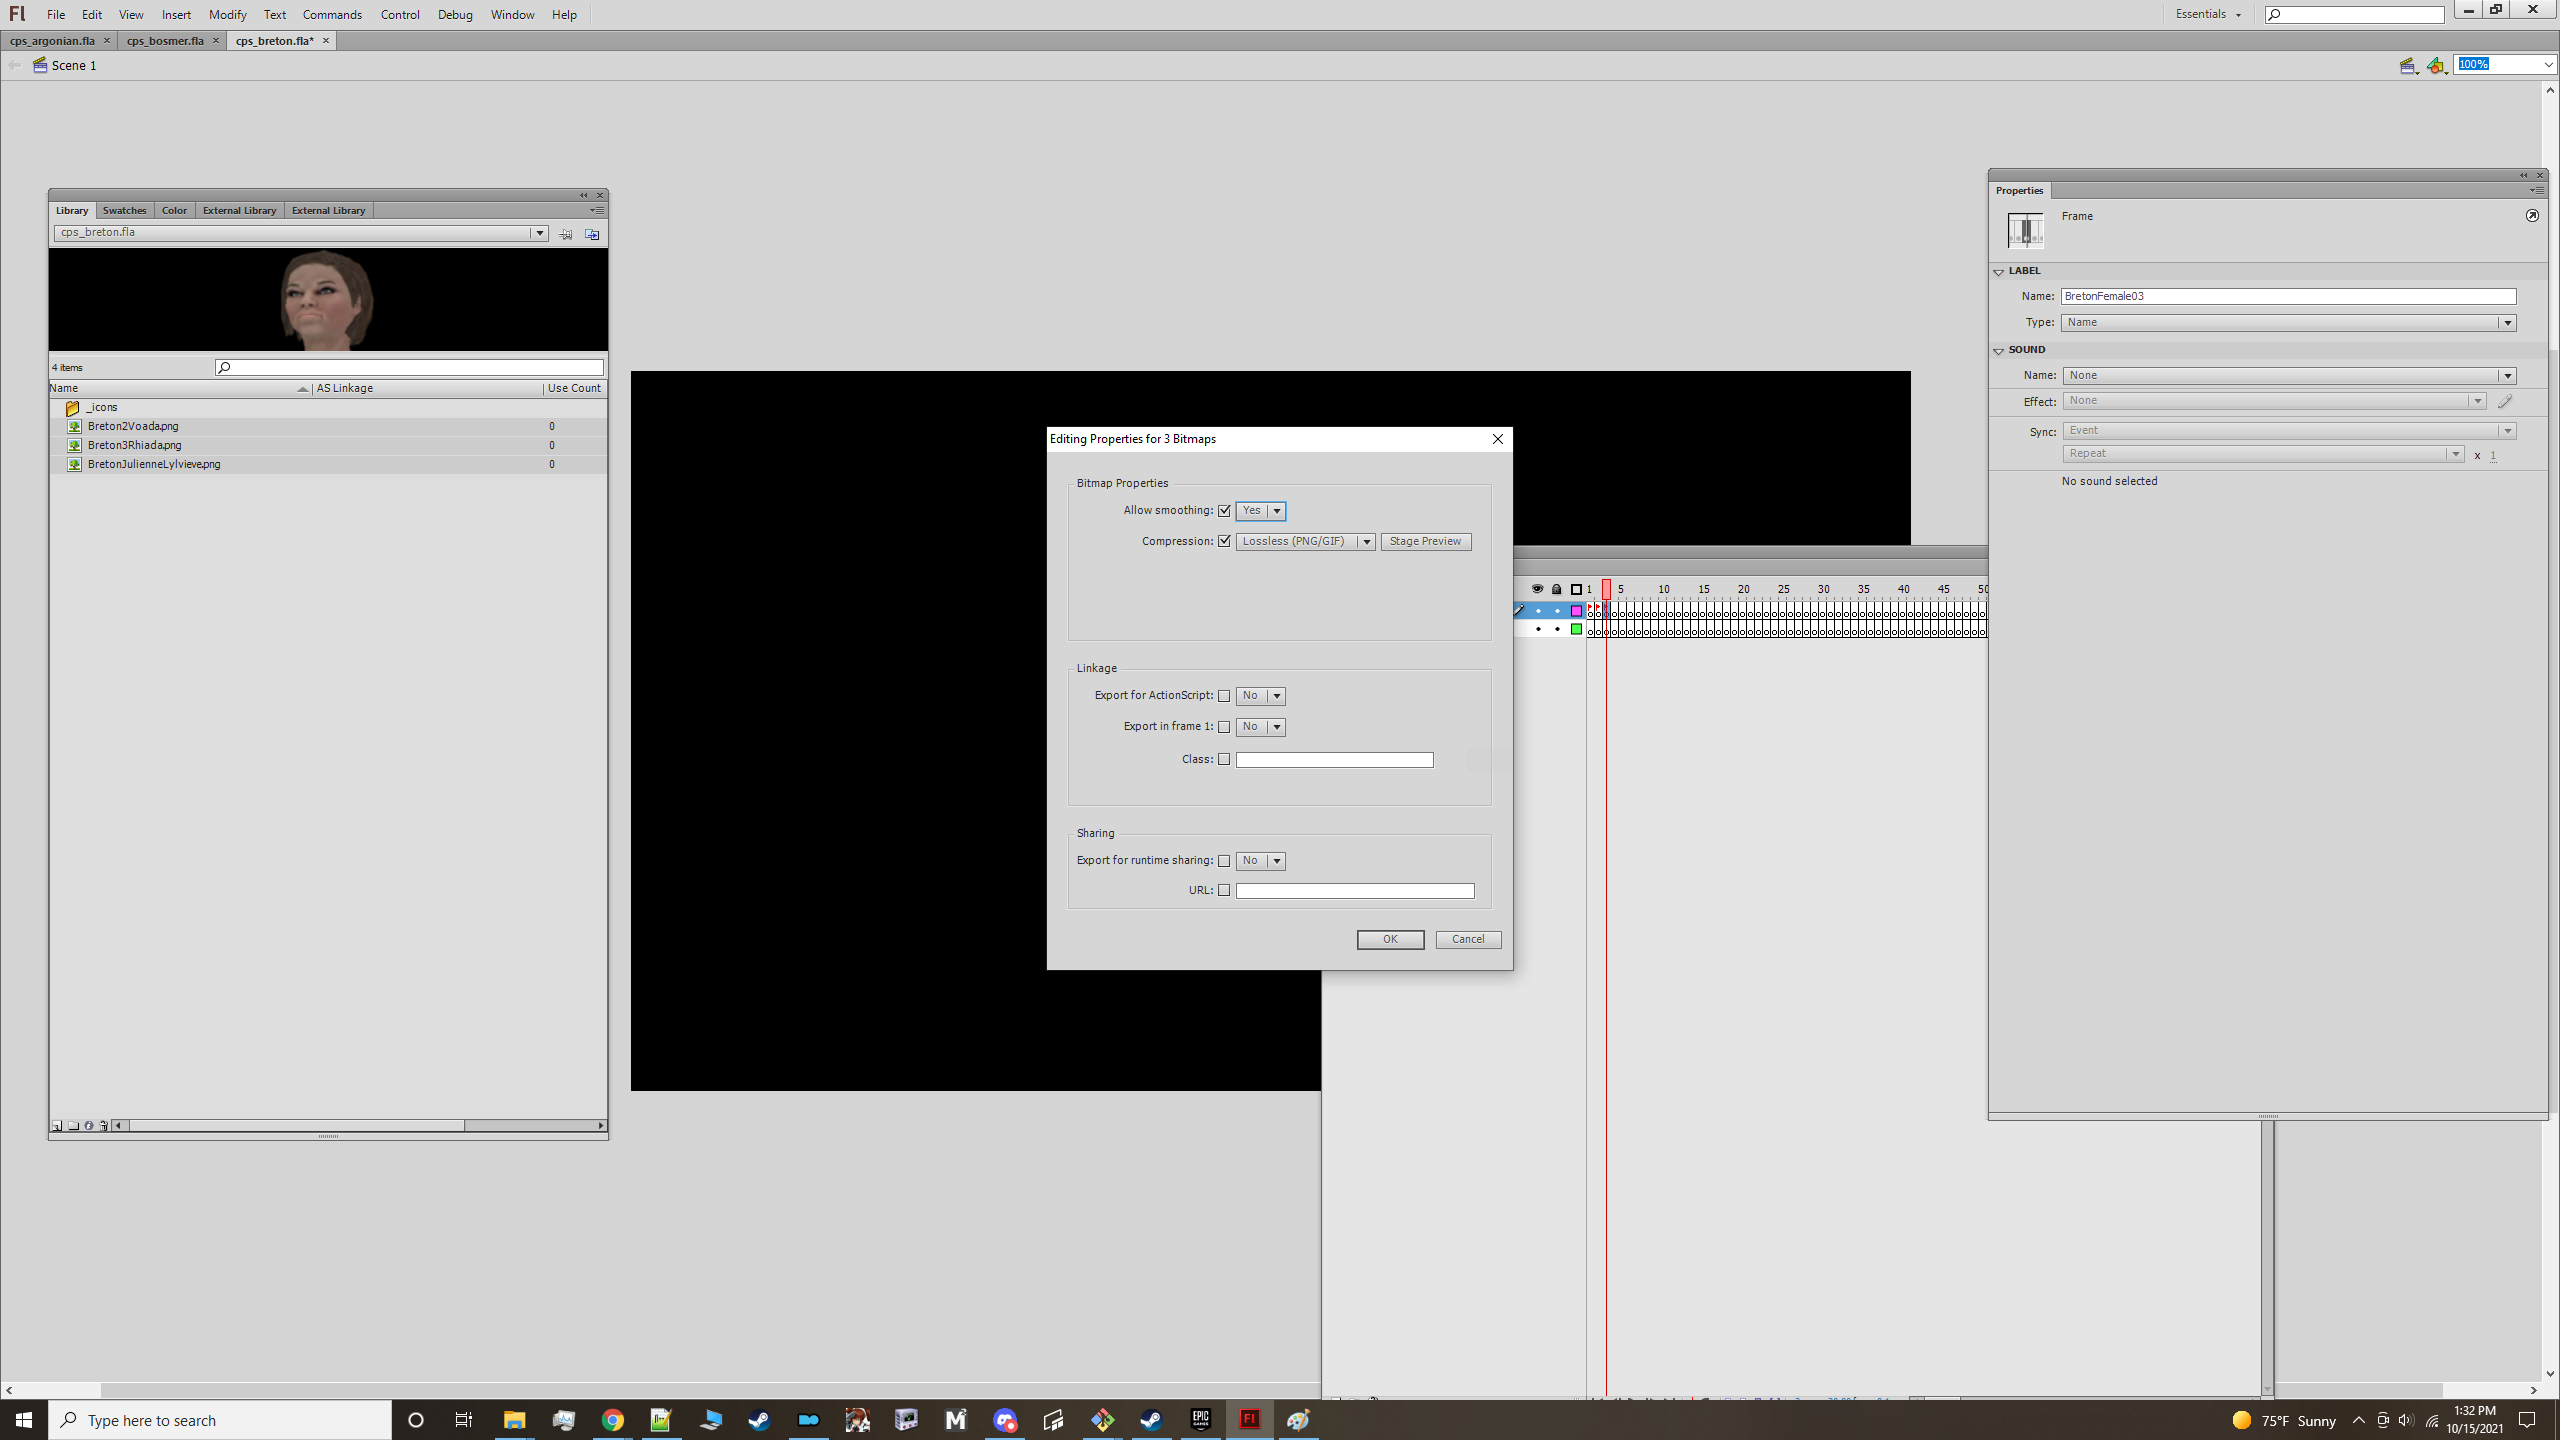 Fl File Edit View Insert Modify Text Commands Control Debug Window Help Essentials
cps_argonian.fla × cps_bosmer.fla × cps_breton.fla* ×
Scene 1 100%
Library Swatches Color External Library External Library
cps_breton.fla
4 items
Name AS Linkage Use Count
_icons
Breton2Voada.png 0
Breton3Rhiada.png 0
BretonJulienneLylvieve.png 0
Editing Properties for 3 Bitmaps
Bitmap Properties
Allow smoothing: Yes
Compression: Lossless (PNG/GIF) Stage Preview
Linkage
Export for ActionScript: No
Export in frame 1: No
Class:
Sharing
Export for runtime sharing: No
URL:
OK Cancel
1 5 10 15 20 25 30 35 40 45 50
Properties
Frame
LABEL
Name: BretonFemale03
Type: Name
SOUND
Name: None
Effect: None
Sync: Event
Repeat x 1
No sound selected
Type here to search
M
EPIC GAMES
Fl
75°F Sunny
1:32 PM
10/15/2021